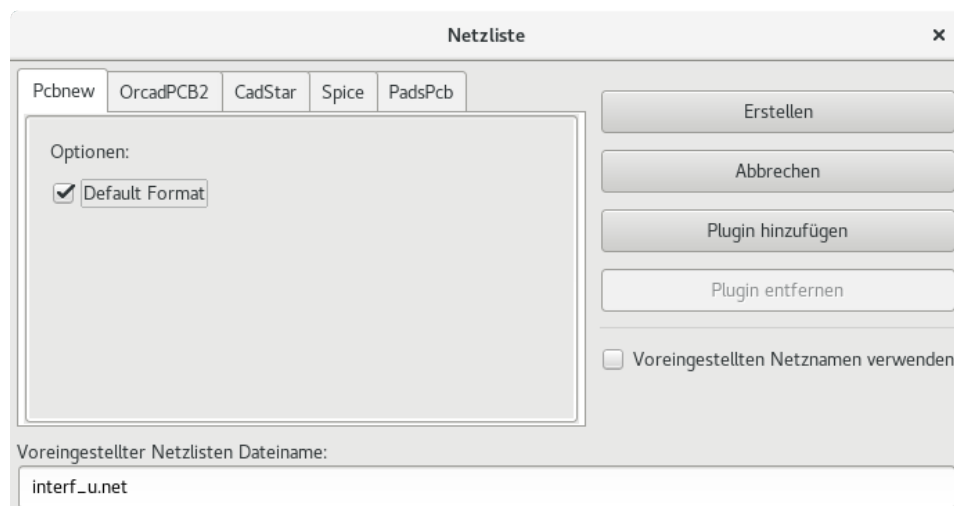 Netzliste
Pcbnew OrcadPCB2 CadStar Spice PadsPcb
Optionen:
Default Format
Erstellen
Abbrechen
Plugin hinzufügen
Plugin entfernen
Voreingestellten Netznamen verwenden
Voreingestellter Netzlisten Dateiname:
interf_u.net